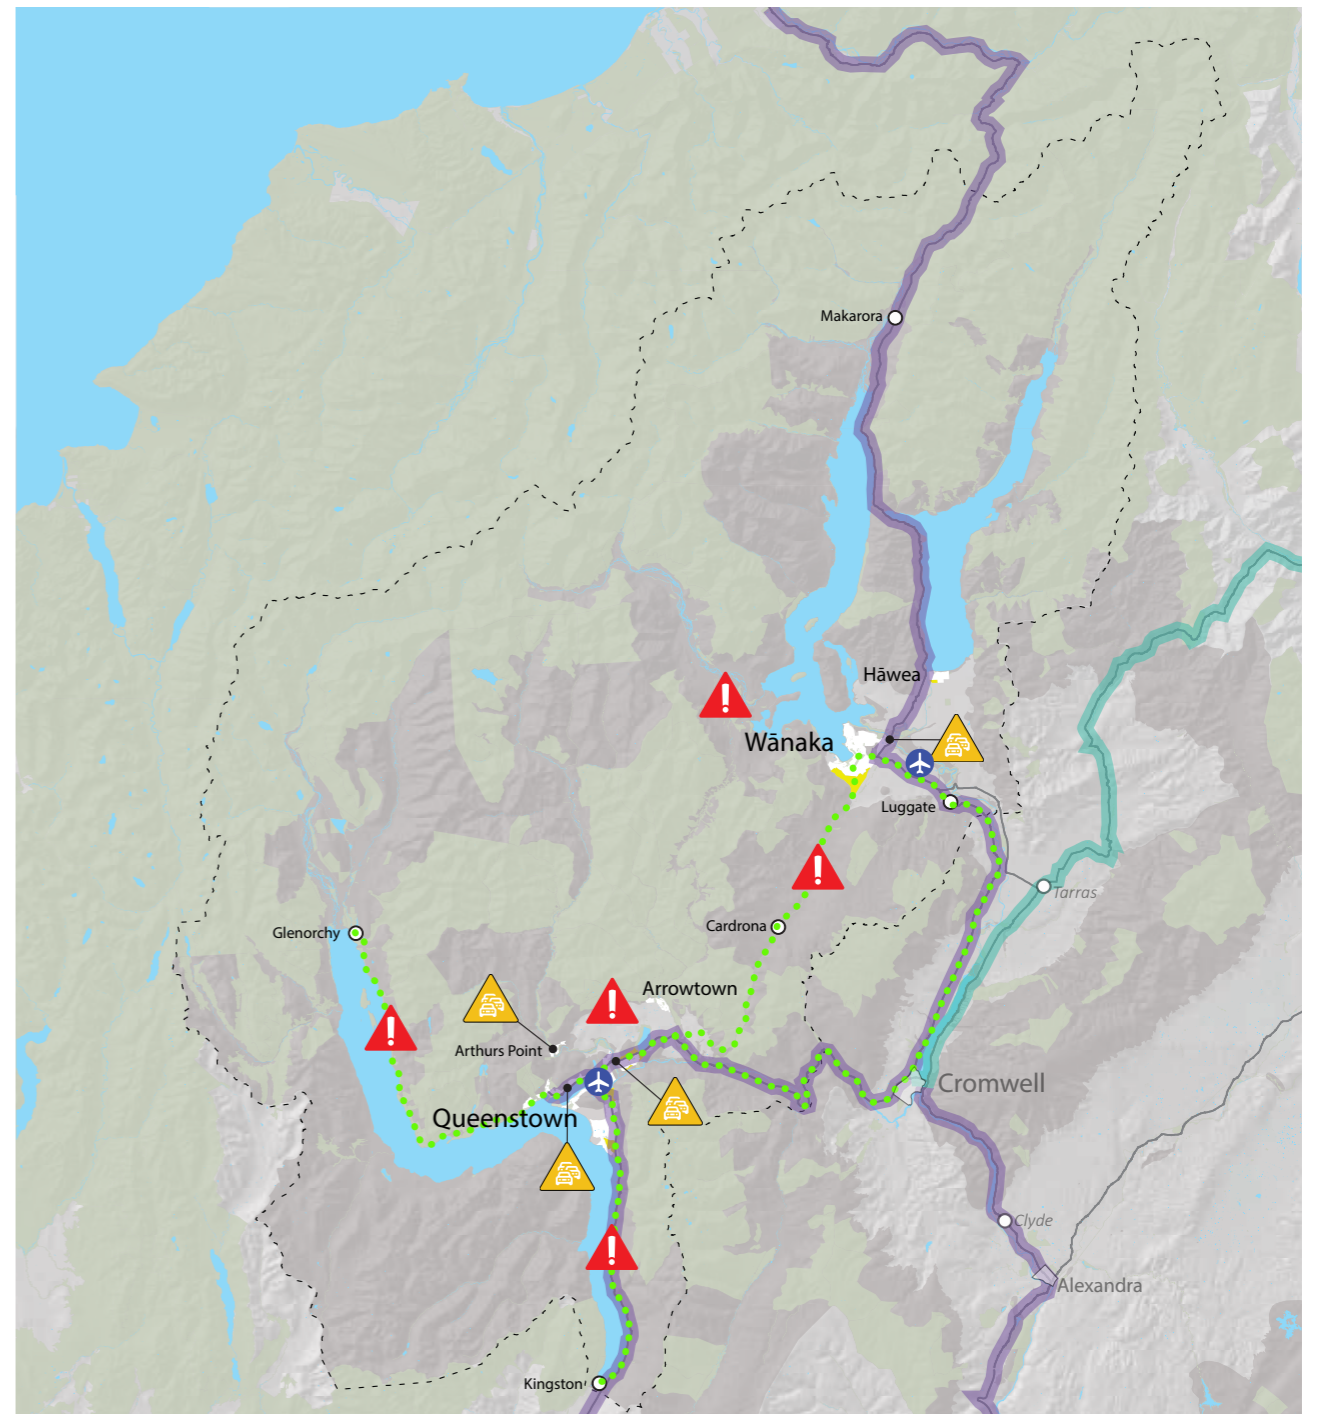 Makarora
Hāwea
Wānaka
Luggate
Tarras
Cardrona
Glenorchy
Arrowtown
Arthurs Point
Cromwell
Queenstown
Clyde
Alexandra
Kingston